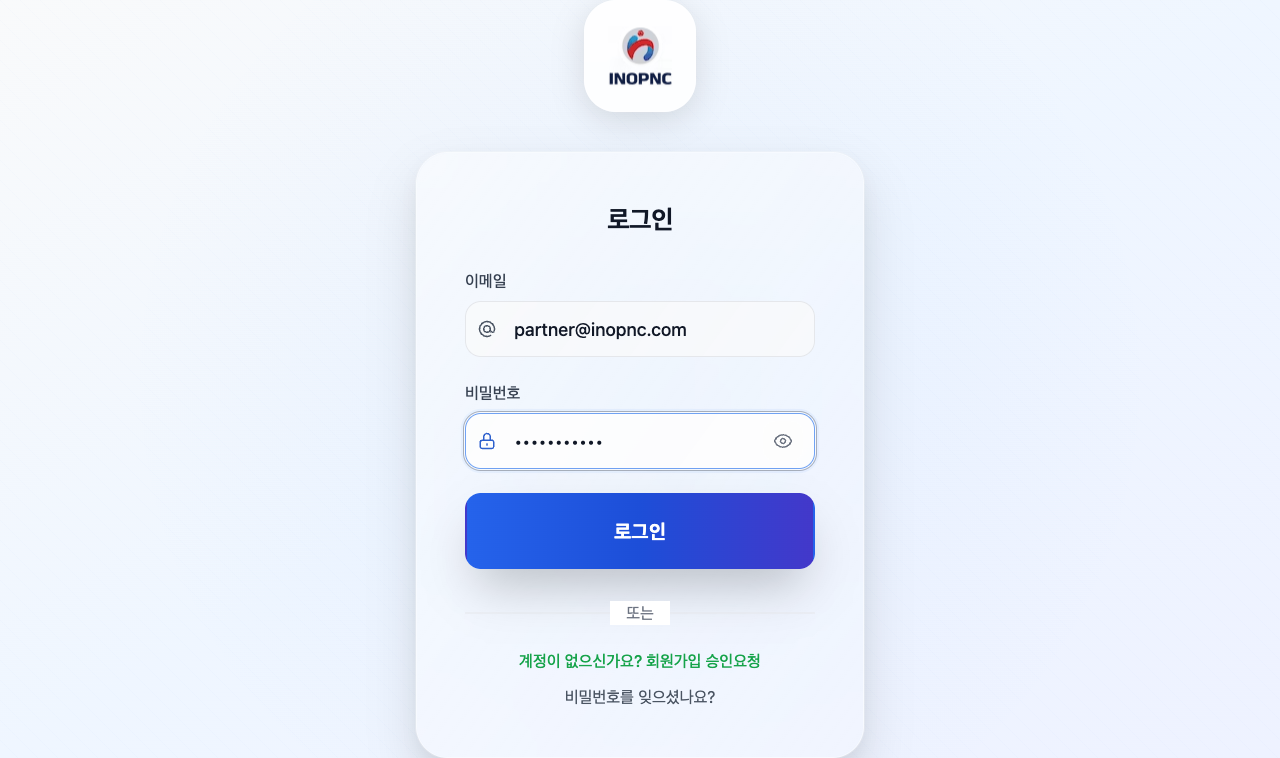 INOPNC
로그인
이메일
partner@inopnc.com
비밀번호
•••••••••••
로그인
또는
계정이 없으신가요? 회원가입 승인요청
비밀번호를 잊으셨나요?